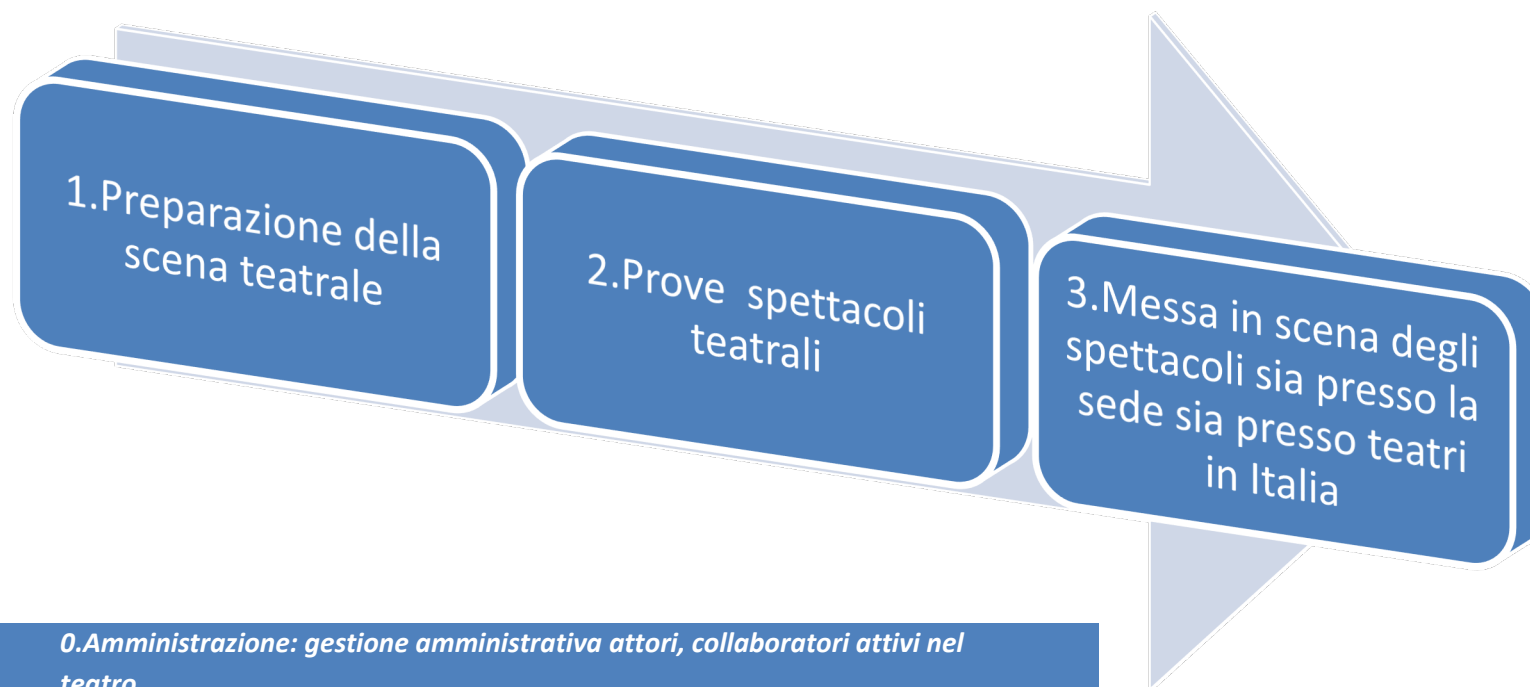 1.Preparazione della
scena teatrale
2.Prove  spettacoli
teatrali
3.Messa in scena degli
spettacoli sia presso la
sede sia presso teatri
in Italia
0.Amministrazione: gestione amministrativa attori, collaboratori attivi nel
teatro